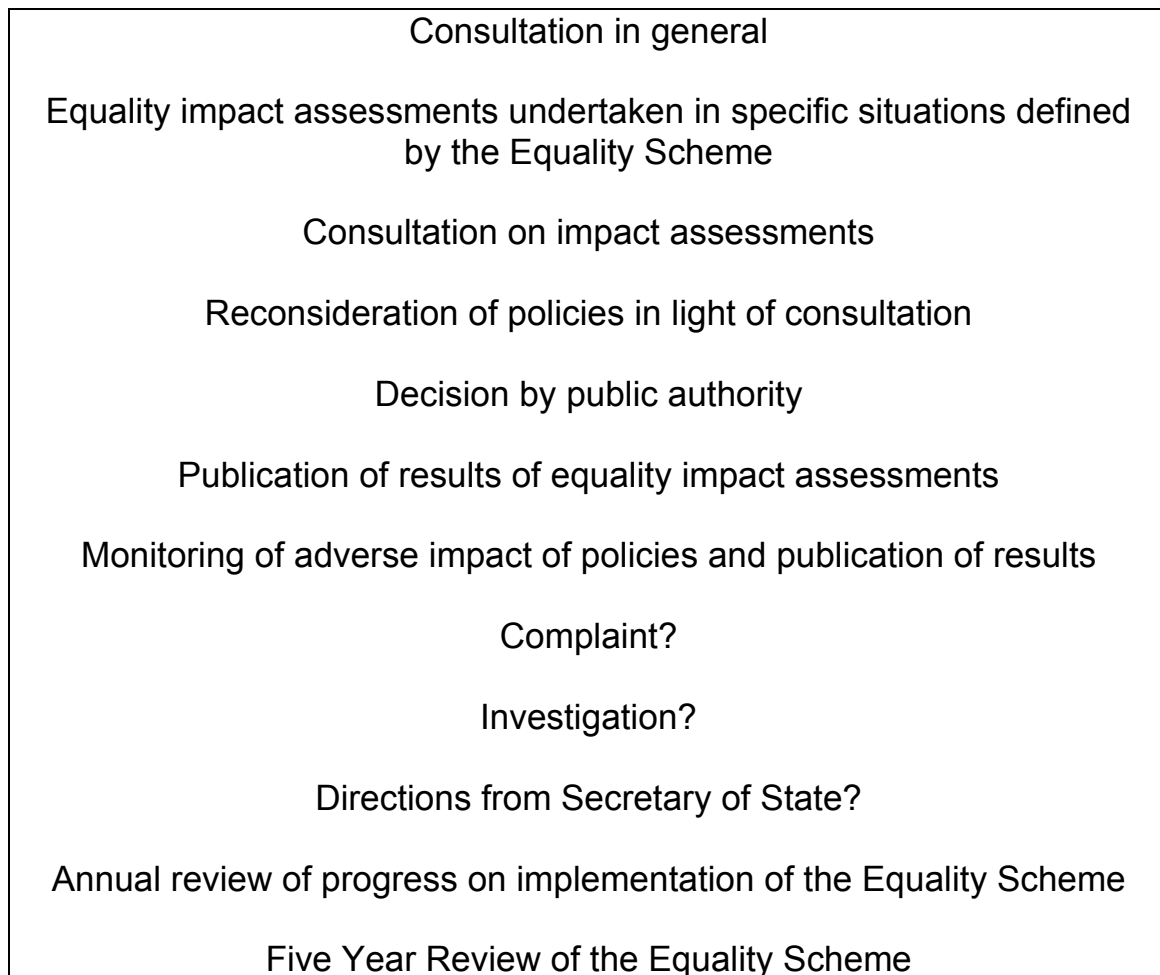 Consultation in general
Equality impact assessments undertaken in specific situations defined
by the Equality Scheme
Consultation on impact assessments
Reconsideration of policies in light of consultation
Decision by public authority
Publication of results of equality impact assessments
Monitoring of adverse impact of policies and publication of results
Complaint?
Investigation?
Directions from Secretary of State?
Annual review of progress on implementation of the Equality Scheme
Five Year Review of the Equality Scheme